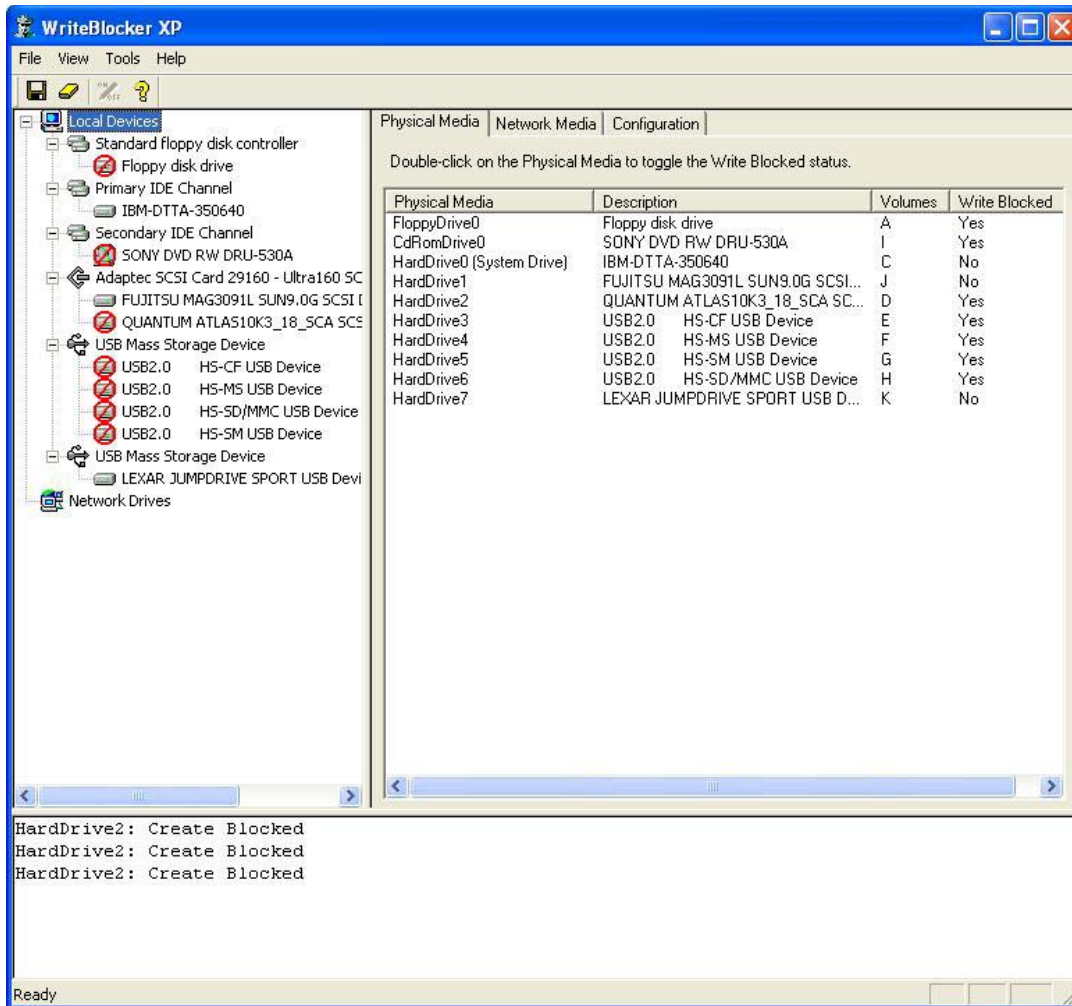 WriteBlocker XP
File View Tools Help
Local Devices
Standard floppy disk controller
Floppy disk drive
Primary IDE Channel
IBM-DTTA-350640
Secondary IDE Channel
SONY DVD RW DRU-530A
Adaptec SCSI Card 29160 - Ultra160 SC
FUJITSU MAG3091L SUN9.0G SCSI
QUANTUM ATLAS10K3_18_SCA SCS
USB Mass Storage Device
USB2.0 HS-CF USB Device
USB2.0 HS-MS USB Device
USB2.0 HS-SD/MMC USB Device
USB2.0 HS-SM USB Device
USB Mass Storage Device
LEXAR JUMPDRIVE SPORT USB Devi
Network Drives
Physical Media Network Media Configuration
Double-click on the Physical Media to toggle the Write Blocked status.
Physical Media Description Volumes Write Blocked
FloppyDrive0 Floppy disk drive A Yes
CdRomDrive0 SONY DVD RW DRU-530A I Yes
HardDrive0 (System Drive) IBM-DTTA-350640 C No
HardDrive1 FUJITSU MAG3091L SUN9.0G SCSI... J No
HardDrive2 QUANTUM ATLAS10K3_18_SCA SC... D Yes
HardDrive3 USB2.0 HS-CF USB Device E Yes
HardDrive4 USB2.0 HS-MS USB Device F Yes
HardDrive5 USB2.0 HS-SM USB Device G Yes
HardDrive6 USB2.0 HS-SD/MMC USB Device H Yes
HardDrive7 LEXAR JUMPDRIVE SPORT USB D... K No
HardDrive2: Create Blocked
HardDrive2: Create Blocked
HardDrive2: Create Blocked
Ready